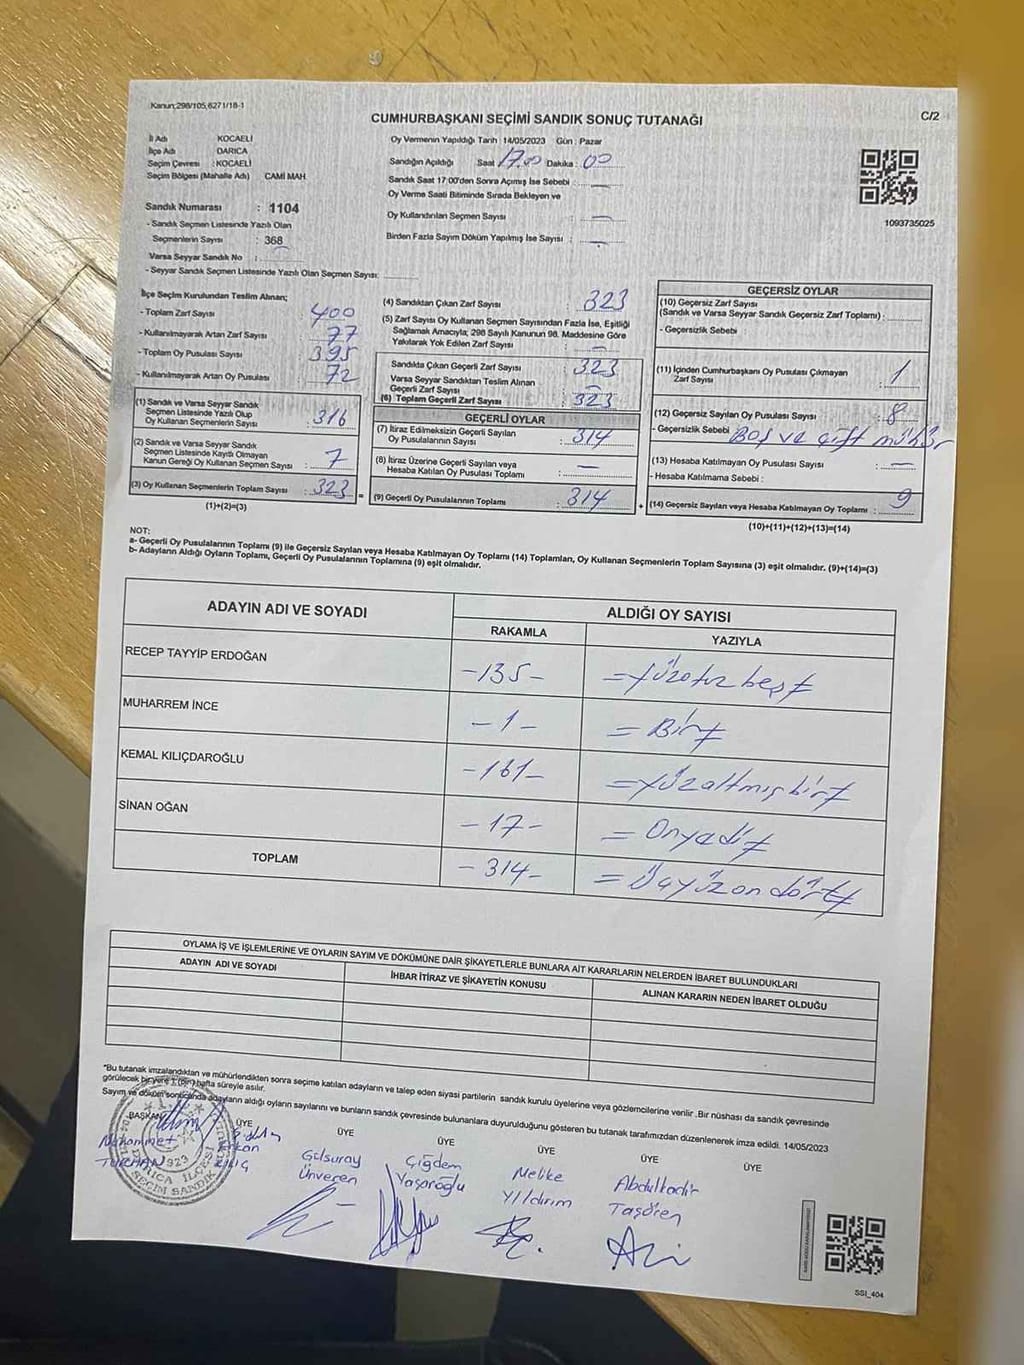 Kanun;298/105,6271/18-1
CUMHURBAŞKANI SEÇİMİ SANDIK SONUÇ TUTANAĞI
C/2
İl Adı KOCAELİ
İlçe Adı DARICA
Seçim Çevresi : KOCAELİ
Seçim Bölgesi (Mahalle Adı) CAMİ MAH.
Sandık Numarası : 1104
- Sandık Seçmen Listesinde Yazılı Olan
Seçmenlerin Sayısı : 368
Varsa Seyyar Sandık No :
- Seyyar Sandık Seçmen Listesinde Yazılı Olan Seçmen Sayısı:
Oy Vermenin Yapıldığı Tarih : 14/05/2023 Gün : Pazar
Sandığın Açıldığı Saat 17.00 Dakika : 00
Sandık Saat 17:00'den Sonra Açımış İse Sebebi : —
Oy Verme Saati Bitiminde Sırada Bekleyen ve
Oy Kullandırılan Seçmen Sayısı : —
Birden Fazla Sayım Döküm Yapılmış İse Sayısı : —
1093735025
İlçe Seçim Kurulundan Teslim Alınan;
- Toplam Zarf Sayısı : 400
- Kullanılmayarak Artan Zarf Sayısı : 77
- Toplam Oy Pusulası Sayısı : 395
- Kullanılmayarak Artan Oy Pusulası : 72
(1) Sandık ve Varsa Seyyar Sandık
Seçmen Listesinde Yazılı Olup
Oy Kullanan Seçmenlerin Sayısı : 316
(2) Sandık ve Varsa Seyyar Sandık
Seçmen Listesinde Kayıtlı Olmayan
Kanun Gereği Oy Kullanan Seçmen Sayısı : 7
(3) Oy Kullanan Seçmenlerin Toplam Sayısı : 323 =
(1)+(2)=(3)
(4) Sandıktan Çıkan Zarf Sayısı : 323
(5) Zarf Sayısı Oy Kullanan Seçmen Sayısından Fazla İse, Eşitliği
Sağlamak Amacıyla; 298 Sayılı Kanunun 98. Maddesine Göre
Yakılarak Yok Edilen Zarf Sayısı : —
Sandıkta Çıkan Geçerli Zarf Sayısı : 323
Varsa Seyyar Sandıktan Teslim Alınan
Geçerli Zarf Sayısı : —
(6) Toplam Geçerli Zarf Sayısı : 323
GEÇERLİ OYLAR
(7) İtiraz Edilmeksizin Geçerli Sayılan
Oy Pusulalarının Sayısı : 314
(8) İtiraz Üzerine Geçerli Sayılan veya
Hesaba Katılan Oy Pusulası Toplamı : —
(9) Geçerli Oy Pusulalarının Toplamı : 314 +
GEÇERSİZ OYLAR
(10) Geçersiz Zarf Sayısı
(Sandık ve Varsa Seyyar Sandık Geçersiz Zarf Toplamı) :
- Geçersizlik Sebebi :
(11) İçinden Cumhurbaşkanı Oy Pusulası Çıkmayan
Zarf Sayısı : 1
(12) Geçersiz Sayılan Oy Pusulası Sayısı : 8
- Geçersizlik Sebebi : Boş ve çift mühür
(13) Hesaba Katılmayan Oy Pusulası Sayısı : —
- Hesaba Katılmama Sebebi :
(14) Geçersiz Sayılan veya Hesaba Katılmayan Oy Toplamı : 9
(10)+(11)+(12)+(13)=(14)
NOT:
a- Geçerli Oy Pusulalarının Toplamı (9) ile Geçersiz Sayılan veya Hesaba Katılmayan Oy Toplamı (14) Toplamları, Oy Kullanan Seçmenlerin Toplam Sayısına (3) eşit olmalıdır. (9)+(14)=(3)
b- Adayların Aldığı Oyların Toplamı, Geçerli Oy Pusulalarının Toplamına (9) eşit olmalıdır.
ADAYIN ADI VE SOYADI ALDIĞI OY SAYISI
RAKAMLA YAZIYLA
RECEP TAYYİP ERDOĞAN -135- =Yüzotuzbeş≠
MUHARREM İNCE -1- =Bir≠
KEMAL KILIÇDAROĞLU -161- =Yüzaltmışbir≠
SİNAN OĞAN -17- =Onyedi≠
TOPLAM -314- =Üçyüzondört≠
OYLAMA İŞ VE İŞLEMLERİNE VE OYLARIN SAYIM VE DÖKÜMÜNE DAİR ŞİKAYETLERLE BUNLARA AİT KARARLARIN NELERDEN İBARET BULUNDUKLARI
ADAYIN ADI VE SOYADI İHBAR İTİRAZ VE ŞİKAYETİN KONUSU ALINAN KARARIN NEDEN İBARET OLDUĞU
"Bu tutanak imzalandıktan ve mühürlendikten sonra seçime katılan adayların ve talep eden siyasi partilerin sandık kurulu üyelerine veya gözlemcilerine verilir .Bir nüshası da sandık çevresinde
görülecek bir yere 1 (bir) hafta süreyle asılır.
Sayım ve döküm sonucunda adayların aldığı oyların sayılarını ve bunların sandık çevresinde bulunanlara duyurulduğunu gösteren bu tutanak tarafımızdan düzenlenerek imza edildi. 14/05/2023
BAŞKAN ÜYE ÜYE ÜYE ÜYE ÜYE ÜYE
Muhammet TURHAN
Gülsuray Ünveren
Çiğdem Yaşaroğlu
Melike Yıldırım
Abdulkadir Taşören
DARICA İLÇESİ
SEÇİM SANDIK
1923
SSI_404